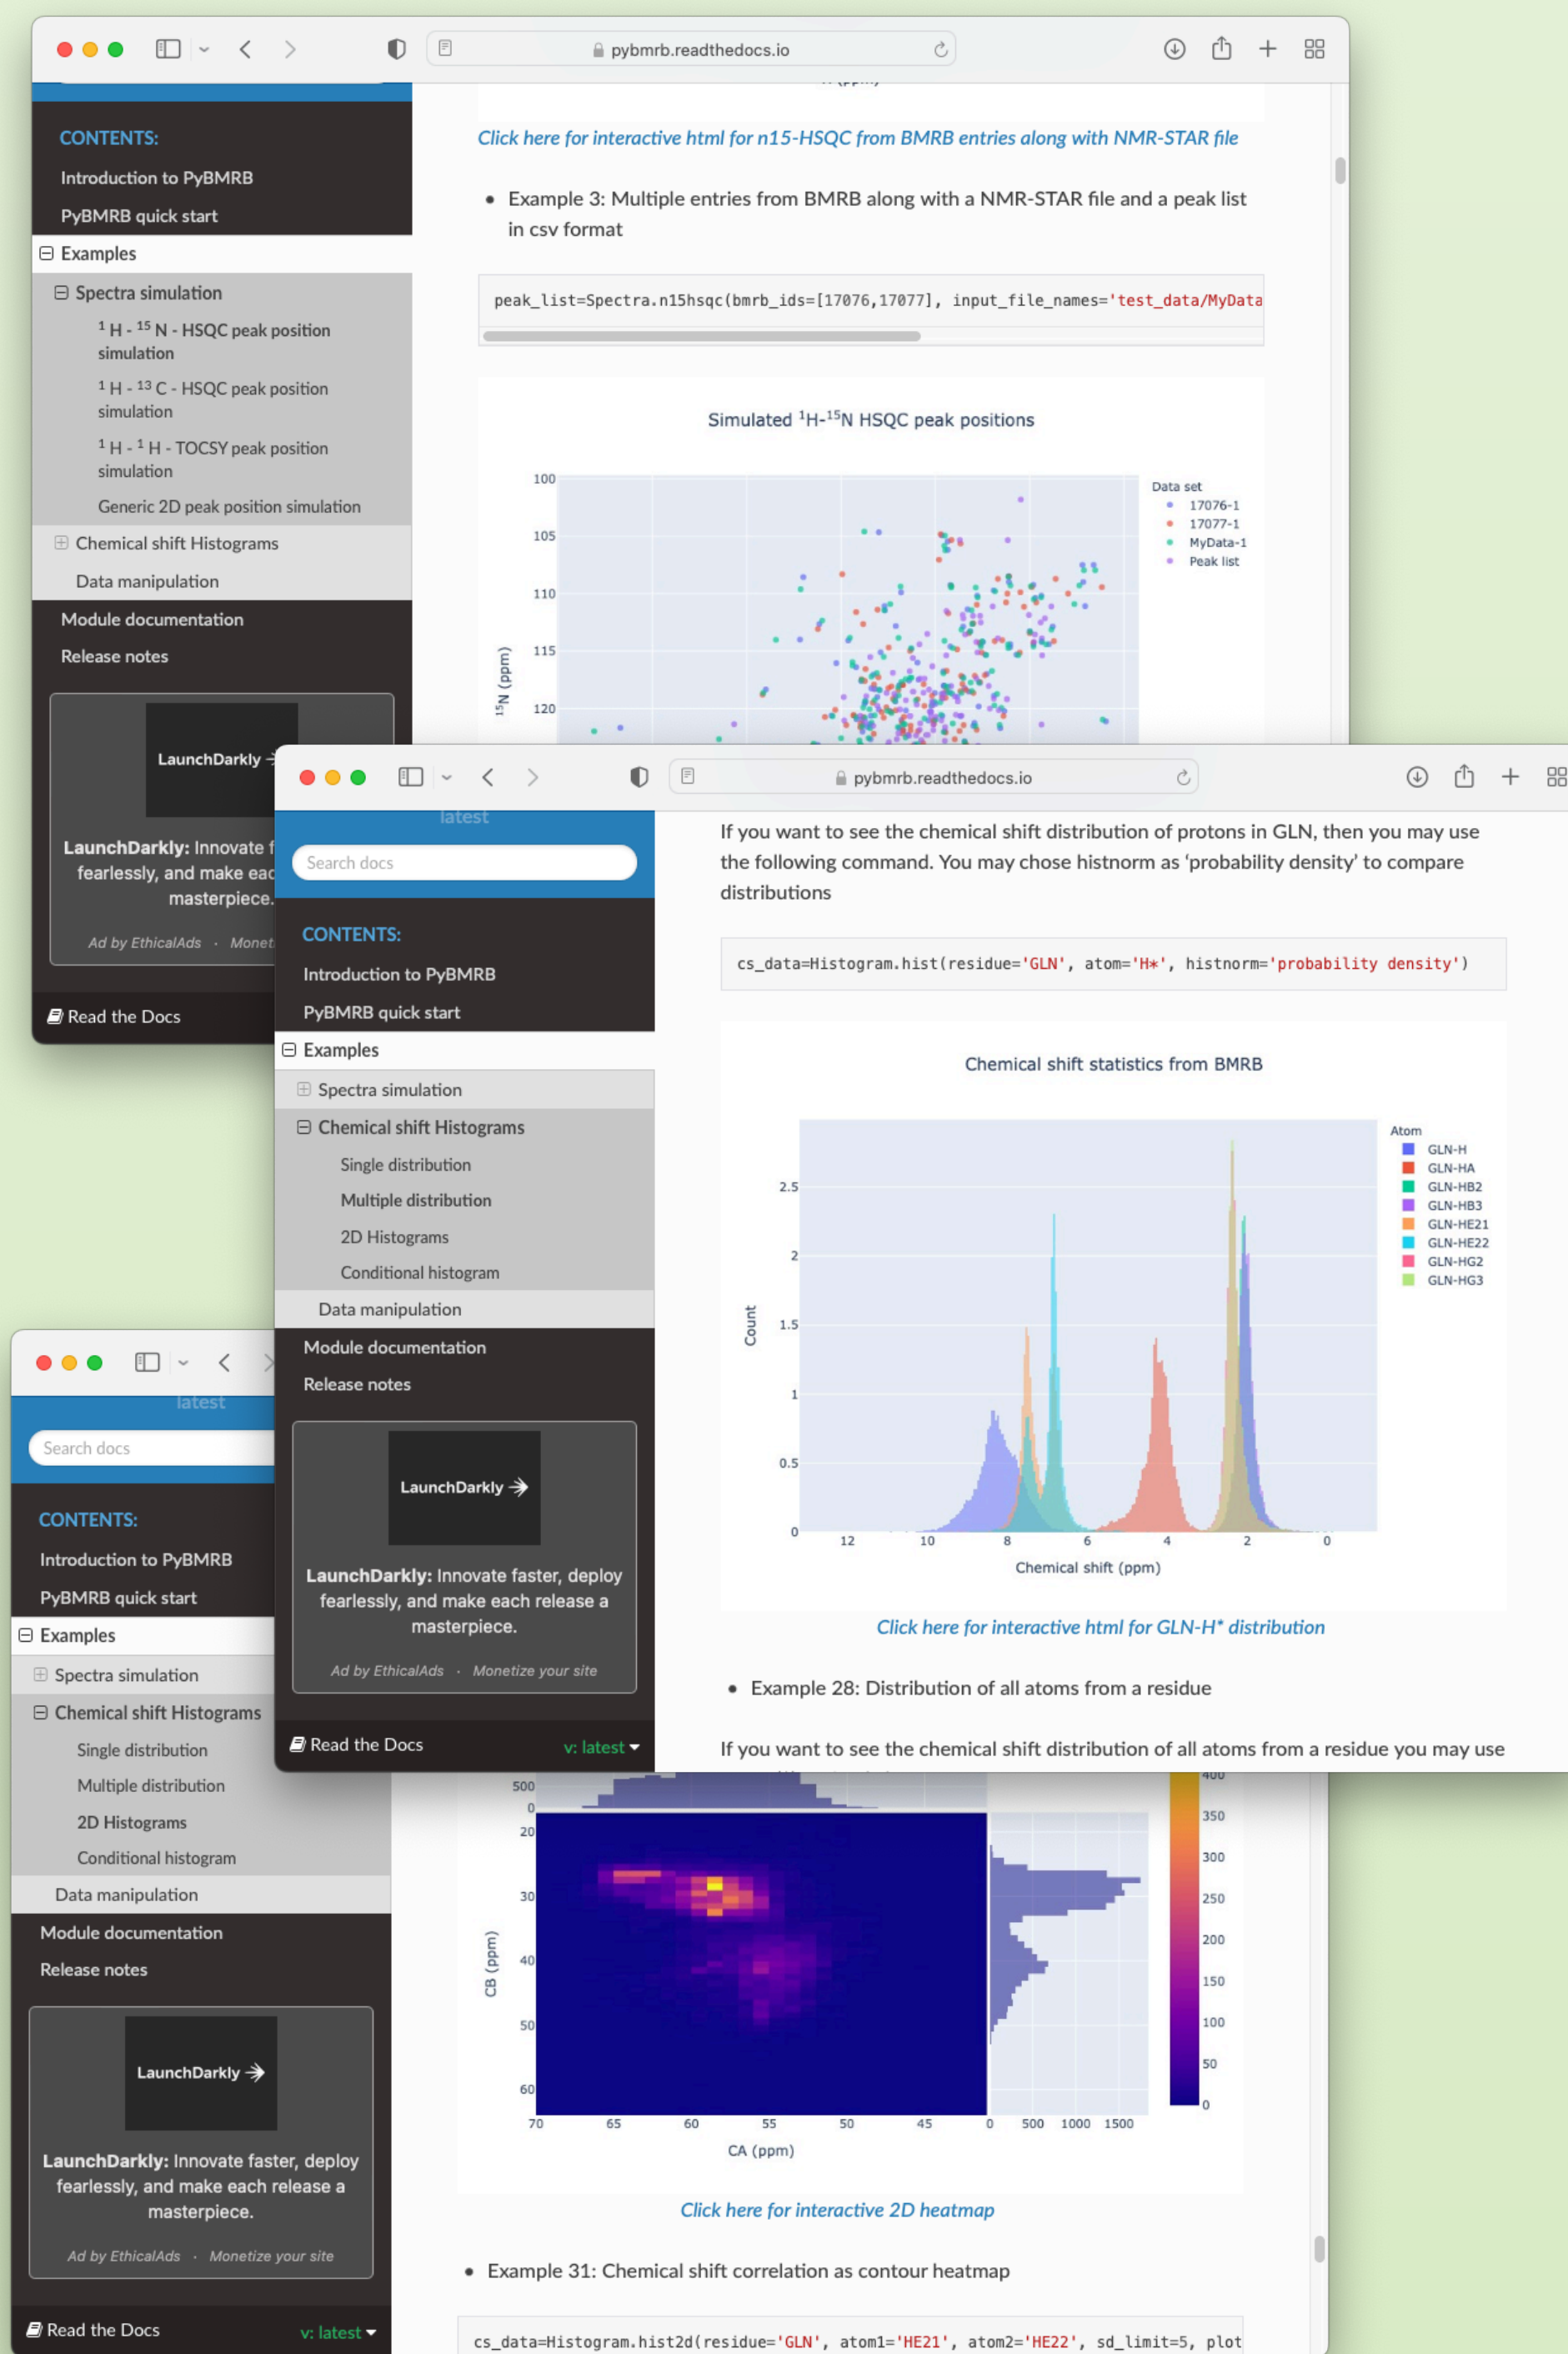 pybmrb.readthedocs.io
CONTENTS:
Introduction to PyBMRB
PyBMRB quick start
Examples
Spectra simulation
1 H - 15 N - HSQC peak position
simulation
1 H - 13 C - HSQC peak position
simulation
1 H - 1 H - TOCSY peak position
simulation
Generic 2D peak position simulation
Chemical shift Histograms
Data manipulation
Module documentation
Release notes
LaunchDarkly
LaunchDarkly: Innovate f
fearlessly, and make eac
masterpiece.
Ad by EthicalAds · Monet
Read the Docs
Click here for interactive html for n15-HSQC from BMRB entries along with NMR-STAR file
• Example 3: Multiple entries from BMRB along with a NMR-STAR file and a peak list
in csv format
peak_list=Spectra.n15hsqc(bmrb_ids=[17076,17077], input_file_names='test_data/MyData
Simulated 1H-15N HSQC peak positions
100
105
110
115
120
15N (ppm)
Data set
17076-1
17077-1
MyData-1
Peak list
pybmrb.readthedocs.io
latest
Search docs
CONTENTS:
Introduction to PyBMRB
PyBMRB quick start
Examples
Spectra simulation
Chemical shift Histograms
Single distribution
Multiple distribution
2D Histograms
Conditional histogram
Data manipulation
Module documentation
Release notes
LaunchDarkly
LaunchDarkly: Innovate faster, deploy
fearlessly, and make each release a
masterpiece.
Ad by EthicalAds · Monetize your site
Read the Docs v: latest
If you want to see the chemical shift distribution of protons in GLN, then you may use
the following command. You may chose histnorm as ‘probability density’ to compare
distributions
cs_data=Histogram.hist(residue='GLN', atom='H*', histnorm='probability density')
Chemical shift statistics from BMRB
2.5
2
1.5
1
0.5
0
Count
12 10 8 6 4 2 0
Chemical shift (ppm)
Atom
GLN-H
GLN-HA
GLN-HB2
GLN-HB3
GLN-HE21
GLN-HE22
GLN-HG2
GLN-HG3
Click here for interactive html for GLN-H* distribution
• Example 28: Distribution of all atoms from a residue
If you want to see the chemical shift distribution of all atoms from a residue you may use
latest
Search docs
CONTENTS:
Introduction to PyBMRB
PyBMRB quick start
Examples
Spectra simulation
Chemical shift Histograms
Single distribution
Multiple distribution
2D Histograms
Conditional histogram
Data manipulation
Module documentation
Release notes
LaunchDarkly
LaunchDarkly: Innovate faster, deploy
fearlessly, and make each release a
masterpiece.
Ad by EthicalAds · Monetize your site
Read the Docs v: latest
500
0
20
30
40
50
60
CB (ppm)
70 65 60 55 50 45
CA (ppm)
0 500 1000 1500
400
350
300
250
200
150
100
50
0
Click here for interactive 2D heatmap
• Example 31: Chemical shift correlation as contour heatmap
cs_data=Histogram.hist2d(residue='GLN', atom1='HE21', atom2='HE22', sd_limit=5, plot